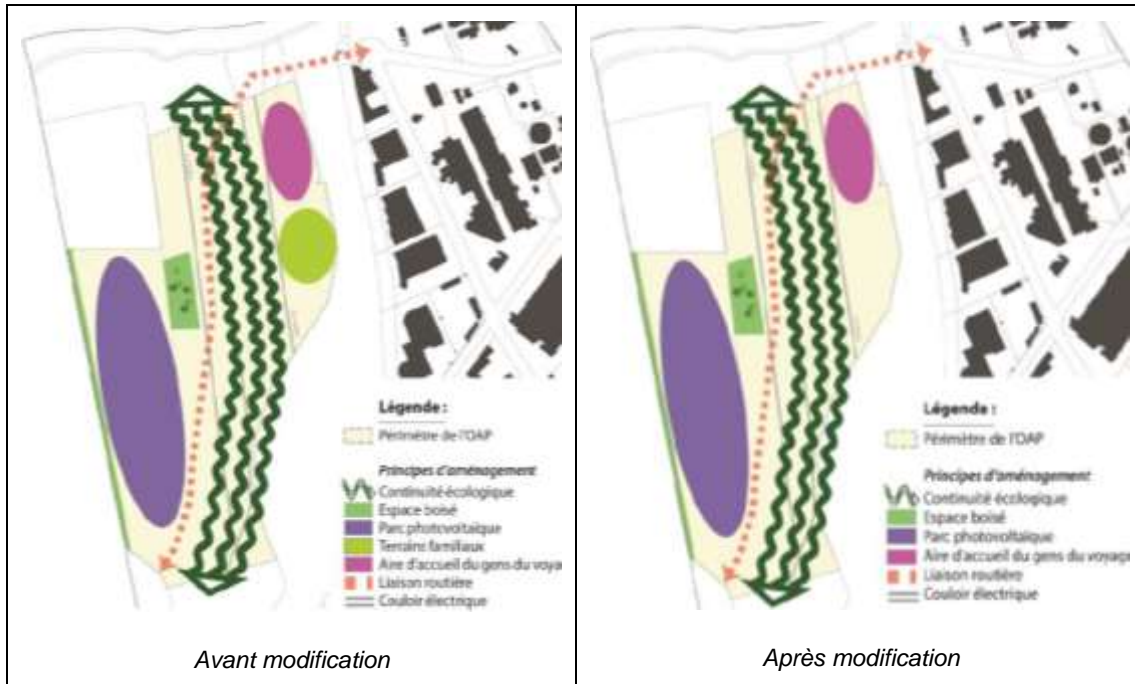 Légende :
Périmètre de l'OAP
Principes d'aménagement
Continuité écologique
Espace boisé
Parc photovoltaïque
Terrains familiaux
Aire d'accueil du gens du voya
Liaison routière
Couloir électrique
Avant modification
Légende :
Périmètre de l'OAP
Principes d'aménagement
Continuité écologique
Espace boisé
Parc photovoltaïque
Aire d'accueil du gens du voyage
Liaison routière
Couloir électrique
Après modification